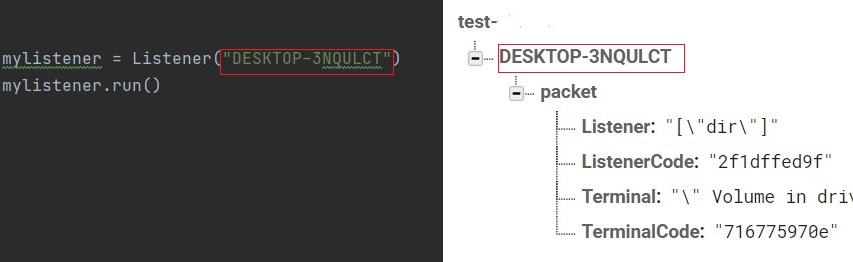 mylistener = Listener("DESKTOP-3NQULCT")
mylistener.run()
test-
DESKTOP-3NQULCT
packet
Listener: "[\"dir\"]"
ListenerCode: "2f1dffed9f"
Terminal: "\" Volume in driv
TerminalCode: "716775970e"